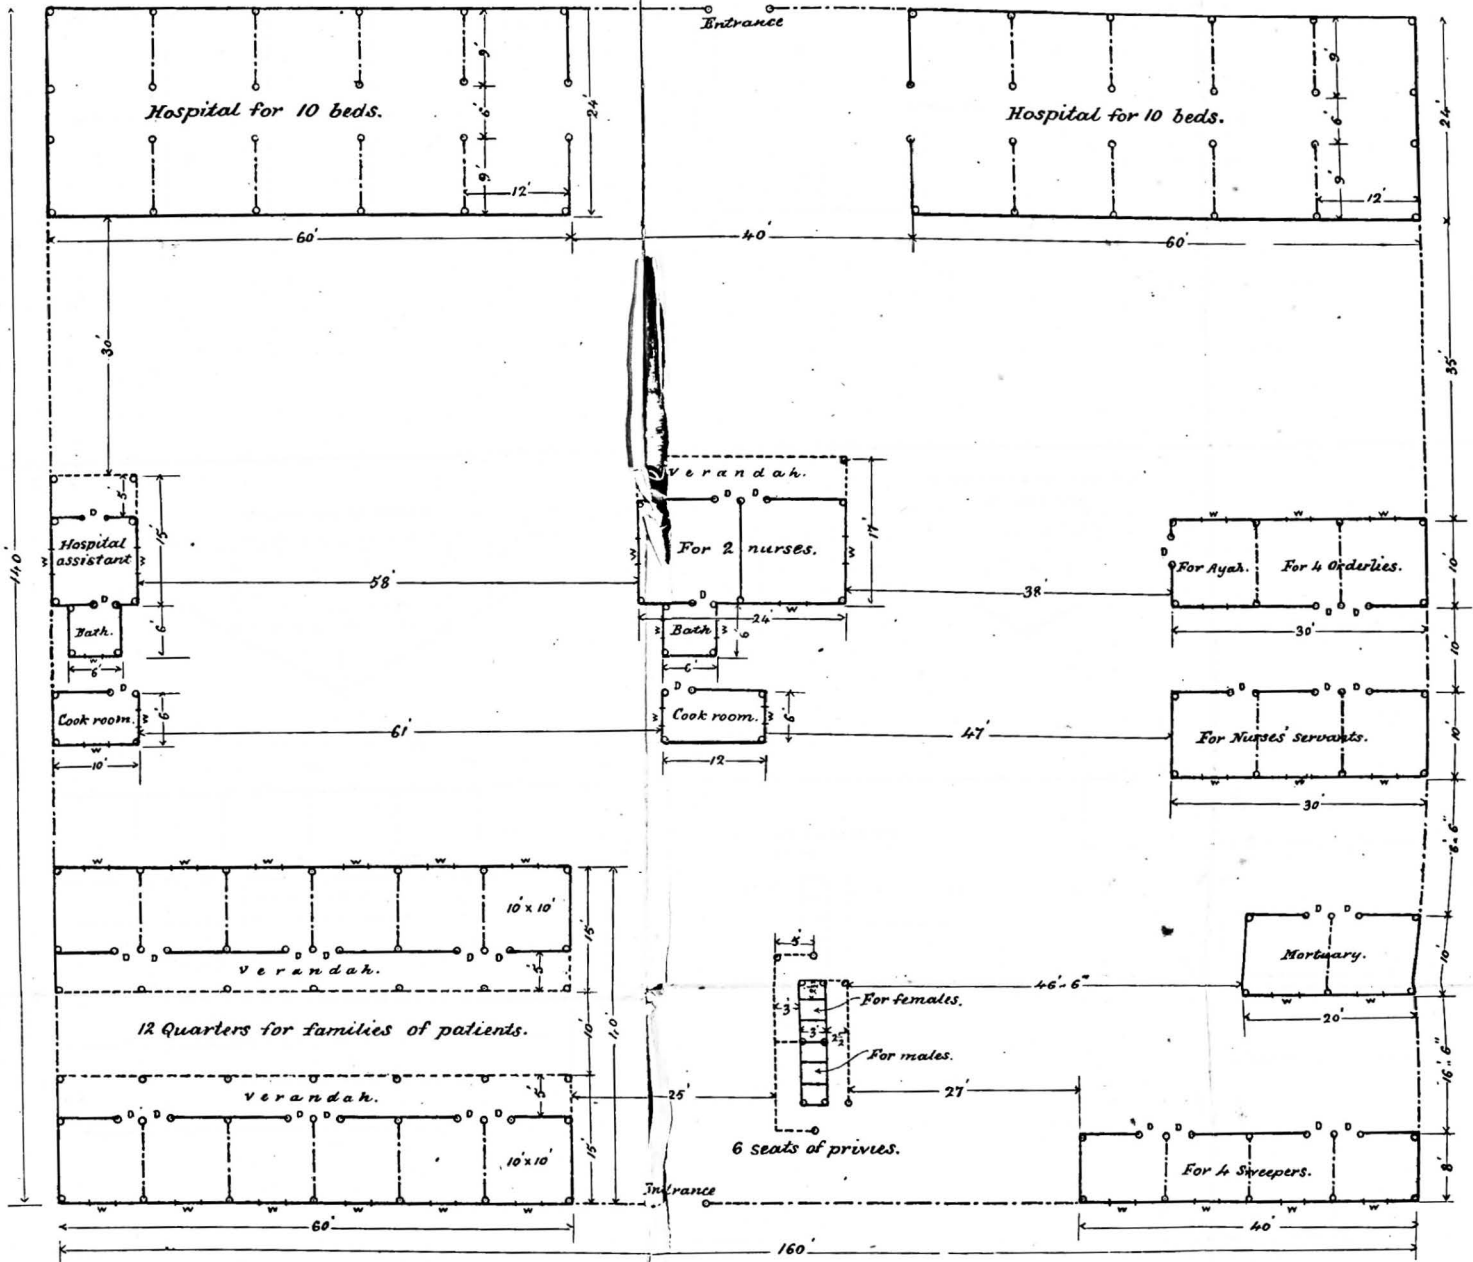 Entrance
9'
6'
24'
Hospital for 10 beds.
9'
12'
9'
6'
24'
Hospital for 10 beds.
9'
12'
60'
40'
60'
30'
35'
140'
5'
15'
D
Hospital
assistant
W
W
D
Bath.
W
6'
6'
58'
Verandah.
D D
For 2 nurses.
W
W
17'
D
W
24'
W
Bath
W
6'
6'
38'
W W W
D
For Ayah.
For 4 Orderlies.
W
D D
10'
30'
10'
D
Cook room.
W
W
6'
10'
61'
D
W
Cook room.
W
6'
12
47'
D D D
For Nurses' servants.
W W W
10'
30'
W W W W W W
10' x 10'
D D D D D D
Verandah.
5'
15'
12 Quarters for families of patients.
10'
Verandah.
5'
D D D D D D
10' x 10'
15'
W W W W W W
60'
25'
5'
3'
For females.
3'
2½'
For males.
6 seats of privies.
46'.6"
27'
D D
Mortuary.
W W
10'
20'
16'.6"
D D D D
For 4 Sweepers.
8'
W W W W
40'
Entrance
160'